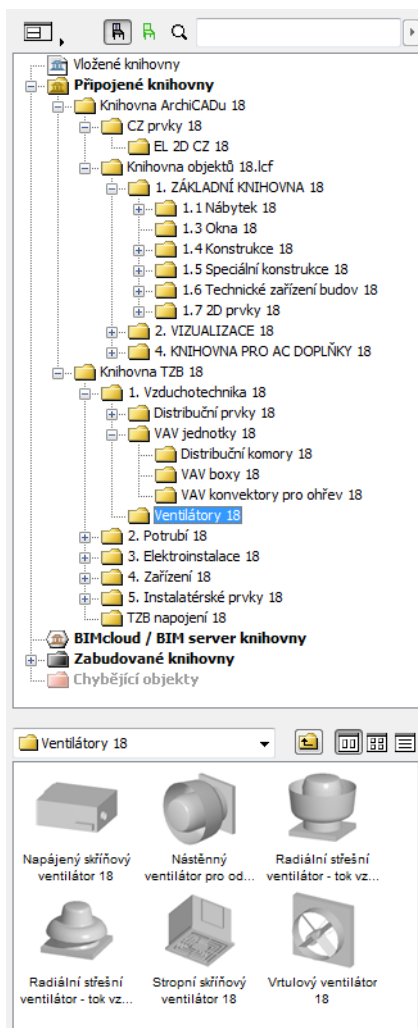 Vložené knihovny
Připojené knihovny
Knihovna ArchiCADu 18
CZ prvky 18
EL 2D CZ 18
Knihovna objektů 18.lcf
1. ZÁKLADNÍ KNIHOVNA 18
1.1 Nábytek 18
1.3 Okna 18
1.4 Konstrukce 18
1.5 Speciální konstrukce 18
1.6 Technické zařízení budov 18
1.7 2D prvky 18
2. VIZUALIZACE 18
4. KNIHOVNA PRO AC DOPLŇKY 18
Knihovna TZB 18
1. Vzduchotechnika 18
Distribuční prvky 18
VAV jednotky 18
Distribuční komory 18
VAV boxy 18
VAV konvektory pro ohřev 18
Ventilátory 18
2. Potrubí 18
3. Elektroinstalace 18
4. Zařízení 18
5. Instalatérské prvky 18
TZB napojení 18
BIMcloud / BIM server knihovny
Zabudované knihovny
Chybějící objekty
Ventilátory 18
Napájený skříňový ventilátor 18
Nástěnný ventilátor pro od...
Radiální střešní ventilátor - tok vz...
Radiální střešní ventilátor - tok vz...
Stropní skříňový ventilátor 18
Vrtulový ventilátor 18